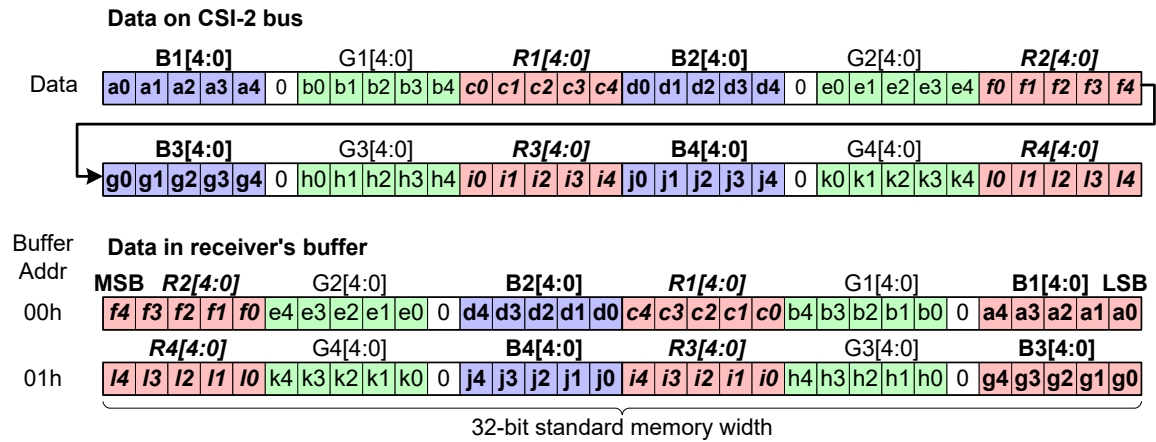 Data on CSI-2 bus
B1[4:0] G1[4:0] R1[4:0] B2[4:0] G2[4:0] R2[4:0]
Data a0 a1 a2 a3 a4 0 b0 b1 b2 b3 b4 c0 c1 c2 c3 c4 d0 d1 d2 d3 d4 0 e0 e1 e2 e3 e4 f0 f1 f2 f3 f4
B3[4:0] G3[4:0] R3[4:0] B4[4:0] G4[4:0] R4[4:0]
g0 g1 g2 g3 g4 0 h0 h1 h2 h3 h4 i0 i1 i2 i3 i4 j0 j1 j2 j3 j4 0 k0 k1 k2 k3 k4 l0 l1 l2 l3 l4
Buffer Addr
Data in receiver's buffer
MSB R2[4:0] G2[4:0] B2[4:0] R1[4:0] G1[4:0] B1[4:0] LSB
00h f4 f3 f2 f1 f0 e4 e3 e2 e1 e0 0 d4 d3 d2 d1 d0 c4 c3 c2 c1 c0 b4 b3 b2 b1 b0 0 a4 a3 a2 a1 a0
R4[4:0] G4[4:0] B4[4:0] R3[4:0] G3[4:0] B3[4:0]
01h l4 l3 l2 l1 l0 k4 k3 k2 k1 k0 0 j4 j3 j2 j1 j0 i4 i3 i2 i1 i0 h4 h3 h2 h1 h0 0 g4 g3 g2 g1 g0
32-bit standard memory width